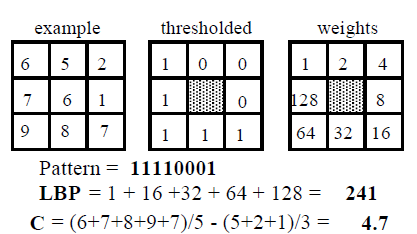 example thresholded weights
6 5 2 1 0 0 1 2 4
7 6 1 1 0 128 8
9 8 7 1 1 1 64 32 16
Pattern = 11110001
LBP = 1 + 16 +32 + 64 + 128 = 241
C = (6+7+8+9+7)/5 - (5+2+1)/3 = 4.7